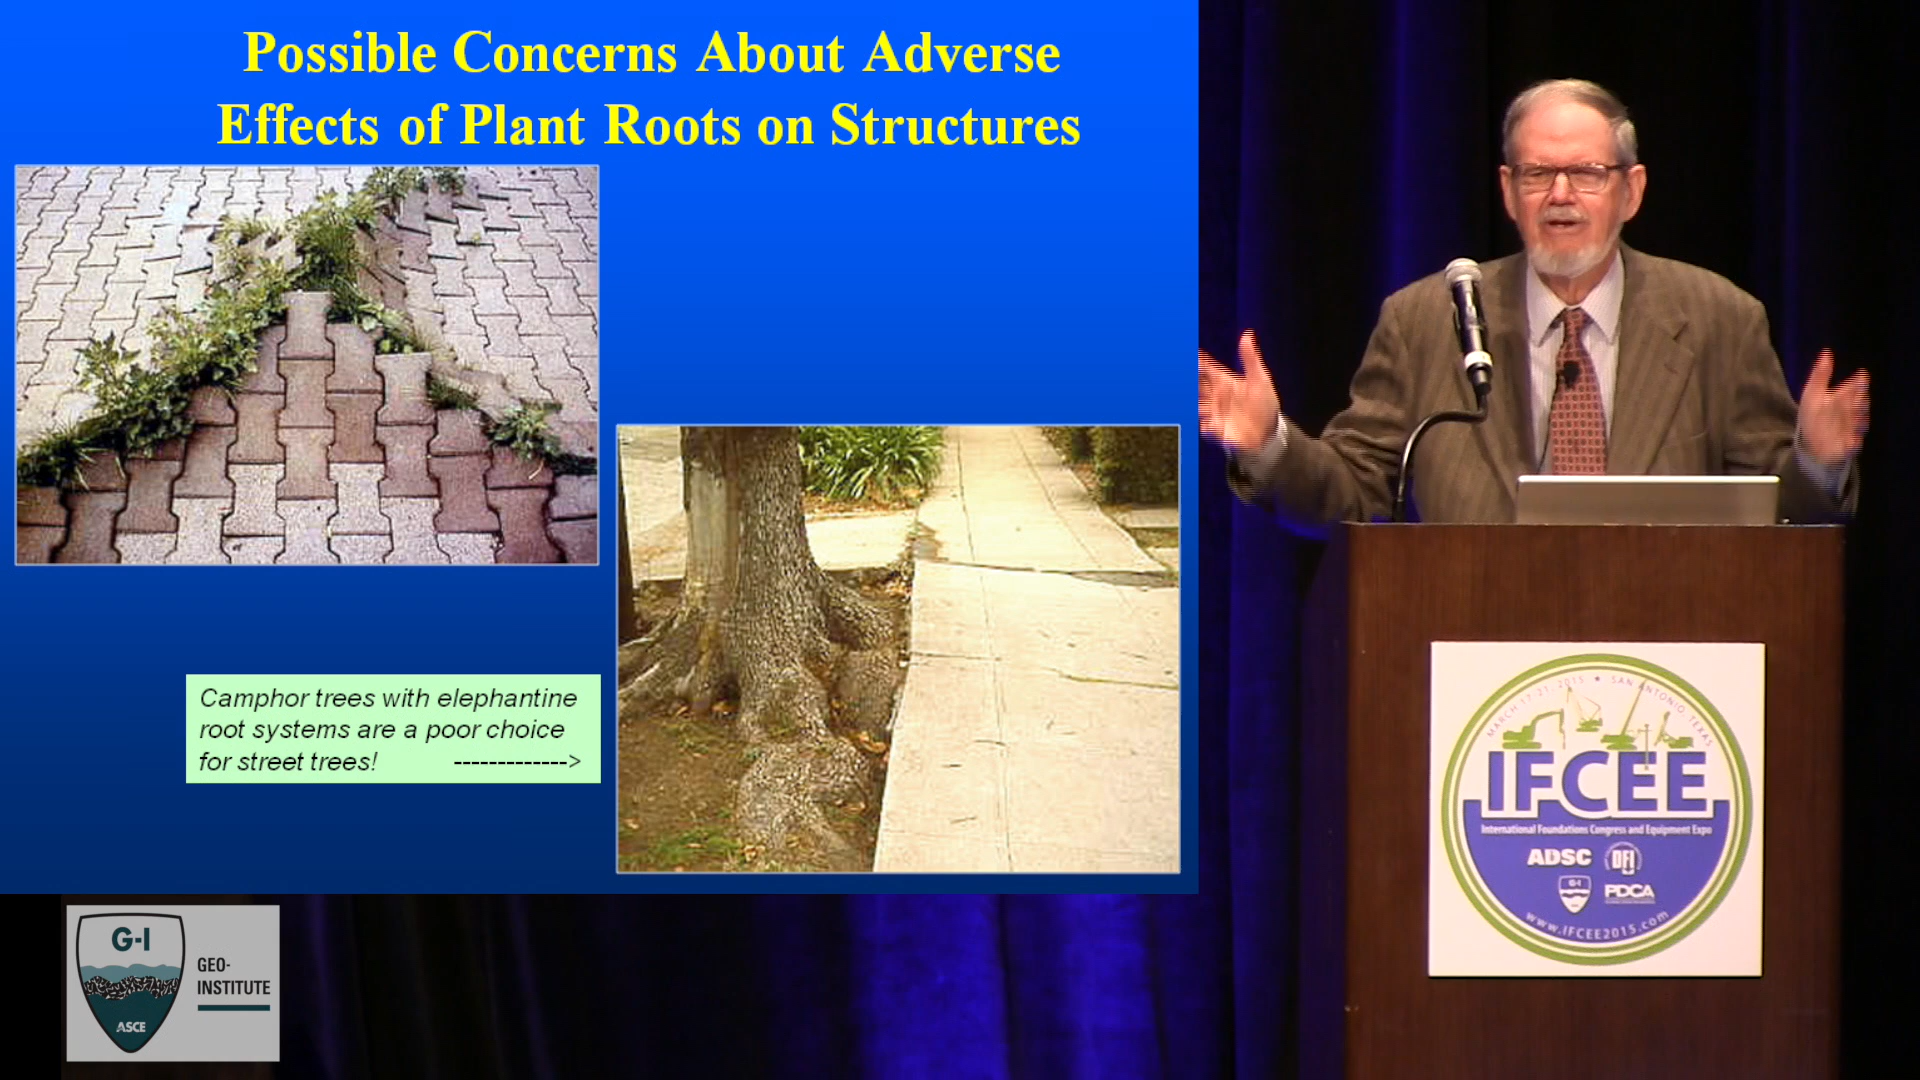 Possible Concerns About Adverse
Effects of Plant Roots on Structures
Camphor trees with elephantine
root systems are a poor choice
for street trees! ------------->
G-I
GEO-
INSTITUTE
ASCE
MARCH 17-21, 2015 ★ SAN ANTONIO, TEXAS
IFCEE
International Foundations Congress and Equipment Expo
ADSC
DFI
G-I
PDCA
www.IFCEE2015.com